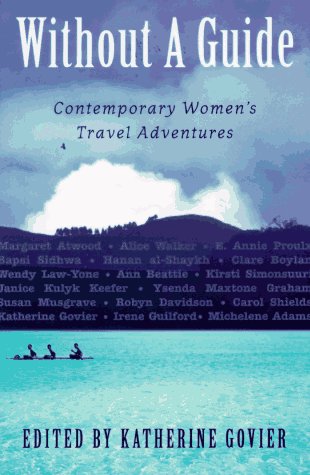 Without A Guide
Contemporary Women's
Travel Adventures
Margaret Atwood • Alice Walker • E. Annie Proulx
Bapsi Sidhwa • Hanan al-Shaykh • Clare Boylan
Wendy Law-Yone • Ann Beattie • Kirsti Simonsuuri
Janice Kulyk Keefer • Ysenda Maxtone Graham
Susan Musgrave • Robyn Davidson • Carol Shields
Katherine Govier • Irene Guilford • Michelene Adams
EDITED BY KATHERINE GOVIER